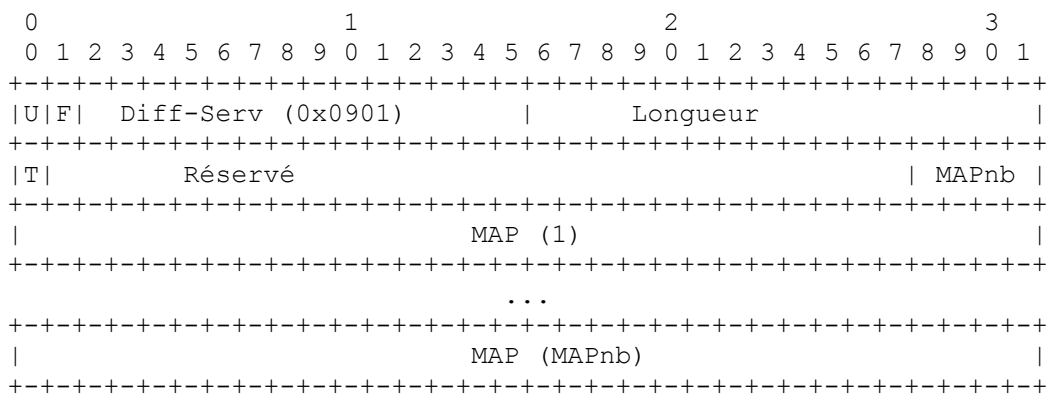 0                   1                   2                   3
 0 1 2 3 4 5 6 7 8 9 0 1 2 3 4 5 6 7 8 9 0 1 2 3 4 5 6 7 8 9 0 1
+-+-+-+-+-+-+-+-+-+-+-+-+-+-+-+-+-+-+-+-+-+-+-+-+-+-+-+-+-+-+-+-+
|U|F|  Diff-Serv (0x0901)       |      Longueur                 |
+-+-+-+-+-+-+-+-+-+-+-+-+-+-+-+-+-+-+-+-+-+-+-+-+-+-+-+-+-+-+-+-+
|T|        Réservé                                      | MAPnb |
+-+-+-+-+-+-+-+-+-+-+-+-+-+-+-+-+-+-+-+-+-+-+-+-+-+-+-+-+-+-+-+-+
|                            MAP (1)                            |
+-+-+-+-+-+-+-+-+-+-+-+-+-+-+-+-+-+-+-+-+-+-+-+-+-+-+-+-+-+-+-+-+
                               ...
+-+-+-+-+-+-+-+-+-+-+-+-+-+-+-+-+-+-+-+-+-+-+-+-+-+-+-+-+-+-+-+-+
|                            MAP (MAPnb)                        |
+-+-+-+-+-+-+-+-+-+-+-+-+-+-+-+-+-+-+-+-+-+-+-+-+-+-+-+-+-+-+-+-+